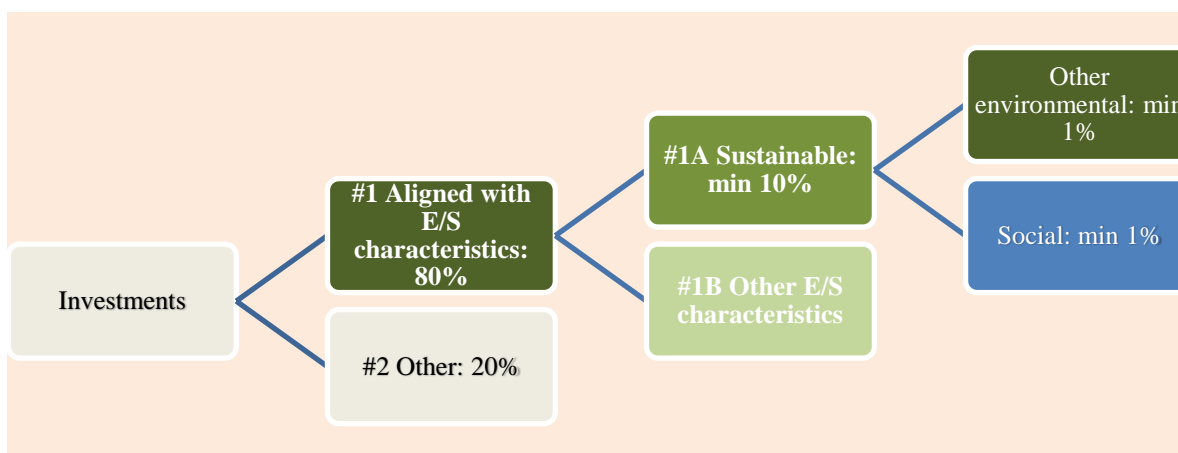 Investments
#1 Aligned with
E/S
characteristics:
80%
#2 Other: 20%
#1A Sustainable:
min 10%
#1B Other E/S
characteristics
Other
environmental: min
1%
Social: min 1%